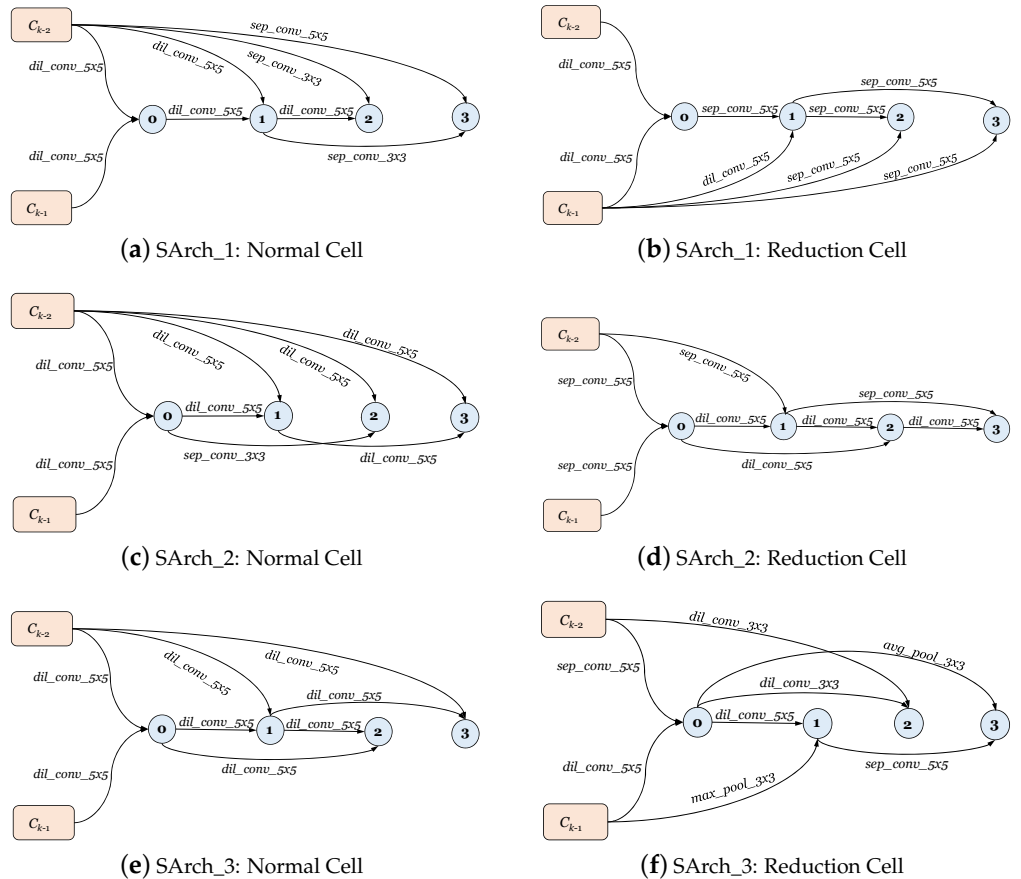 C_{k-2}
sep_conv_5x5
dil_conv_5x5
sep_conv_3x3
dil_conv_5x5
0
dil_conv_5x5
1
dil_conv_5x5
2
3
dil_conv_5x5
sep_conv_3x3
C_{k-1}
(a) SArch_1: Normal Cell
C_{k-2}
dil_conv_5x5
sep_conv_5x5
0
sep_conv_5x5
1
sep_conv_5x5
2
3
dil_conv_5x5
dil_conv_5x5
sep_conv_5x5
sep_conv_5x5
C_{k-1}
(b) SArch_1: Reduction Cell
C_{k-2}
dil_conv_5x5
dil_conv_5x5
dil_conv_5x5
dil_conv_5x5
0
dil_conv_5x5
1
2
3
sep_conv_3x3
dil_conv_5x5
dil_conv_5x5
C_{k-1}
(c) SArch_2: Normal Cell
C_{k-2}
sep_conv_5x5
sep_conv_5x5
sep_conv_5x5
0
dil_conv_5x5
1
dil_conv_5x5
2
dil_conv_5x5
3
sep_conv_5x5
dil_conv_5x5
C_{k-1}
(d) SArch_2: Reduction Cell
C_{k-2}
dil_conv_5x5
dil_conv_5x5
dil_conv_5x5
dil_conv_5x5
0
dil_conv_5x5
1
dil_conv_5x5
2
3
dil_conv_5x5
dil_conv_5x5
C_{k-1}
(e) SArch_3: Normal Cell
C_{k-2}
dil_conv_3x3
sep_conv_5x5
avg_pool_3x3
dil_conv_3x3
0
dil_conv_5x5
1
2
3
dil_conv_5x5
sep_conv_5x5
max_pool_3x3
C_{k-1}
(f) SArch_3: Reduction Cell